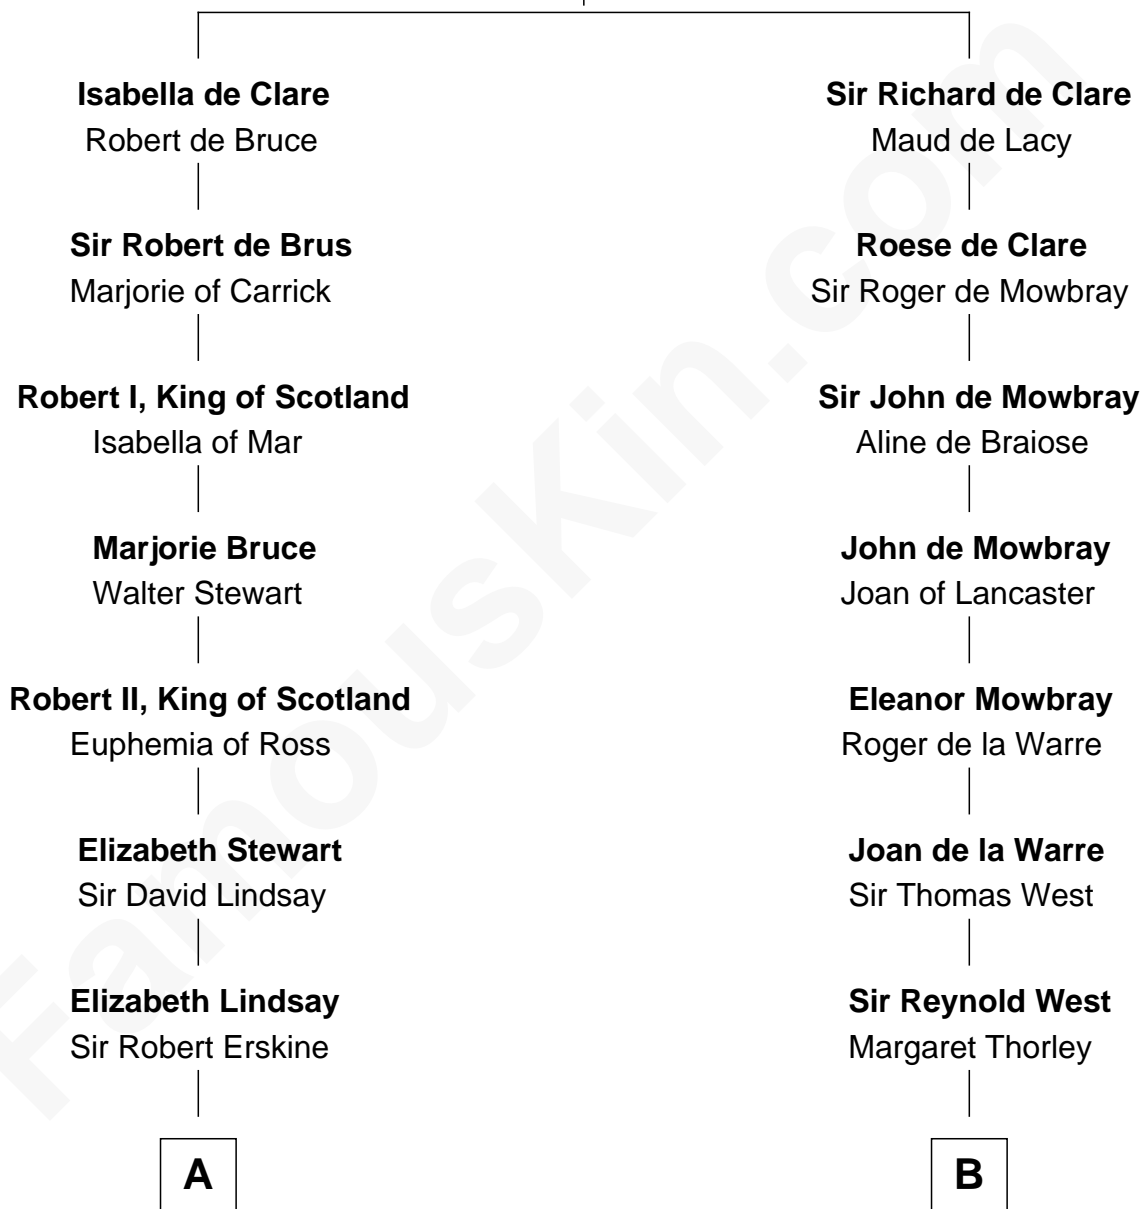 Isabella de Clare
Robert de Bruce
Sir Robert de Brus
Marjorie of Carrick
Robert I, King of Scotland
Isabella of Mar
Marjorie Bruce
Walter Stewart
Robert II, King of Scotland
Euphemia of Ross
Elizabeth Stewart
Sir David Lindsay
Elizabeth Lindsay
Sir Robert Erskine
A
Sir Richard de Clare
Maud de Lacy
Roese de Clare
Sir Roger de Mowbray
Sir John de Mowbray
Aline de Braiose
John de Mowbray
Joan of Lancaster
Eleanor Mowbray
Roger de la Warre
Joan de la Warre
Sir Thomas West
Sir Reynold West
Margaret Thorley
B
FamousKin.com